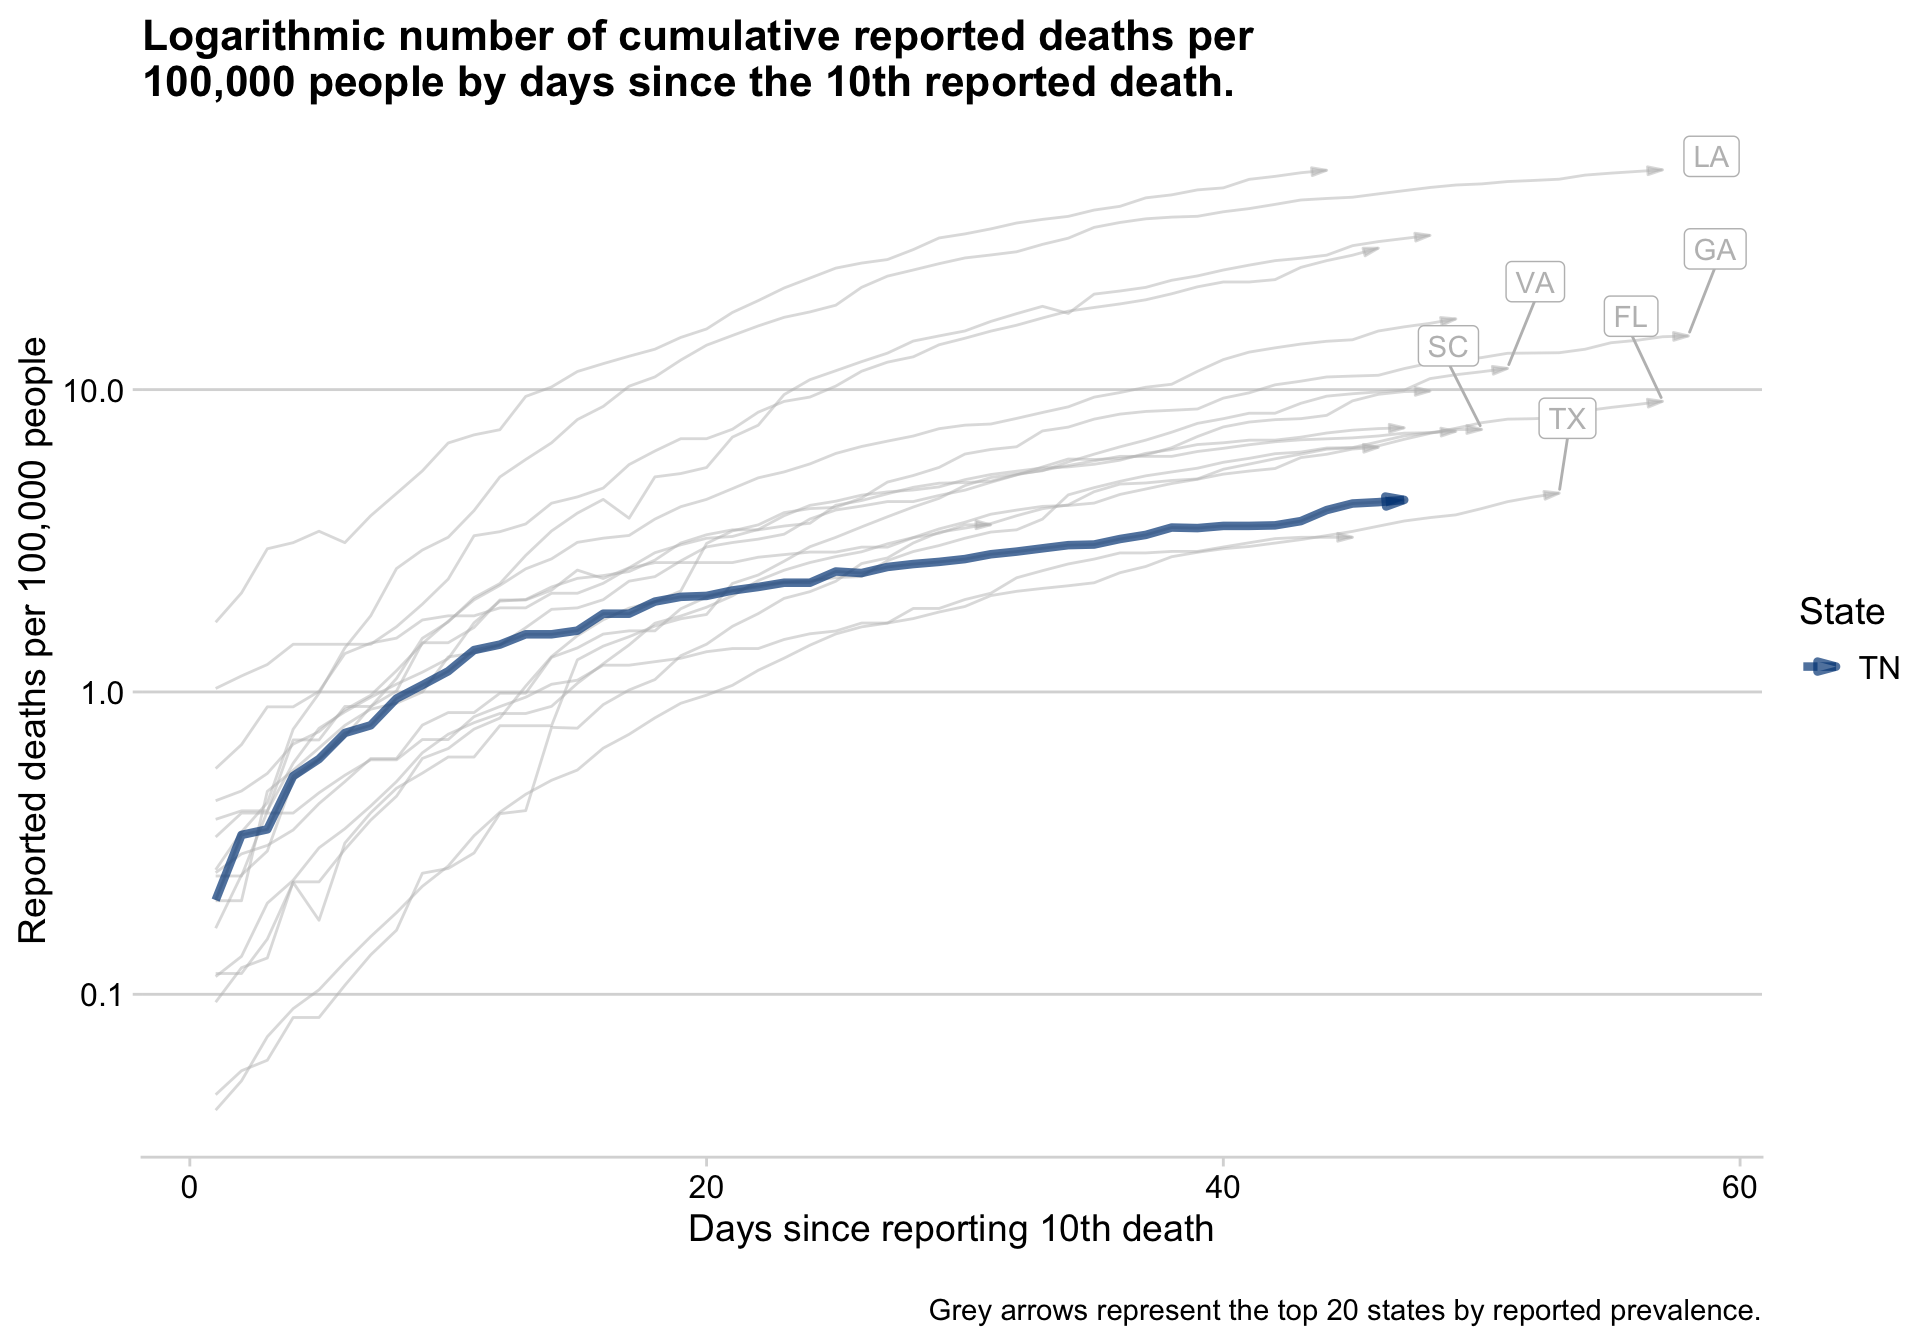 Logarithmic number of cumulative reported deaths per
100,000 people by days since the 10th reported death.
LA
GA
VA
FL
SC
TX
Reported deaths per 100,000 people
10.0
1.0
0.1
State
TN
0 20 40 60
Days since reporting 10th death
Grey arrows represent the top 20 states by reported prevalence.